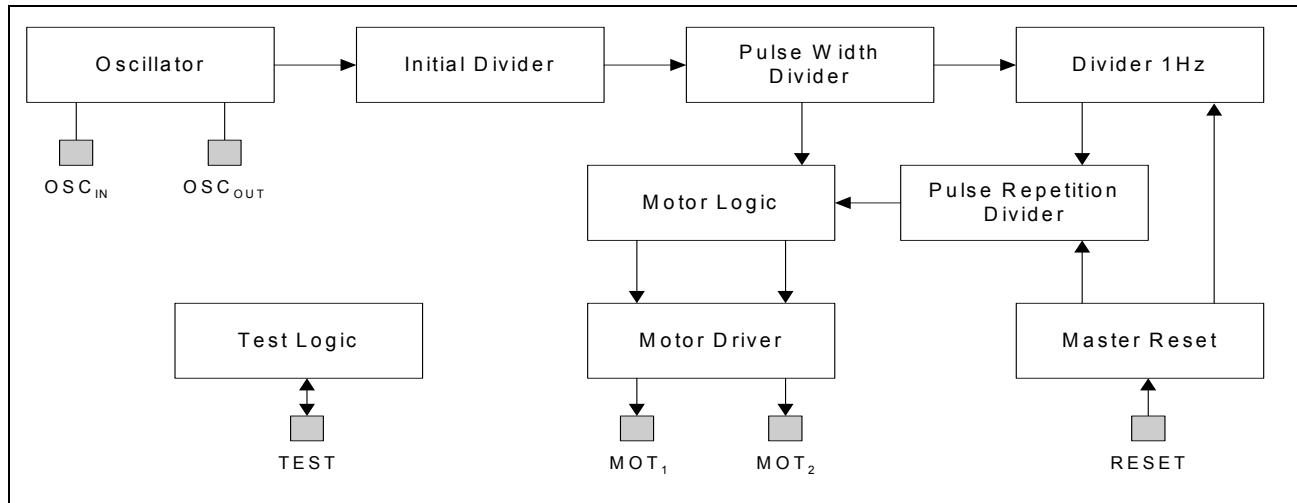 Oscillator
Initial Divider
Pulse Width
Divider
Divider 1Hz
OSC_IN
OSC_OUT
Motor Logic
Pulse Repetition
Divider
Test Logic
Motor Driver
Master Reset
TEST
MOT₁
MOT₂
RESET